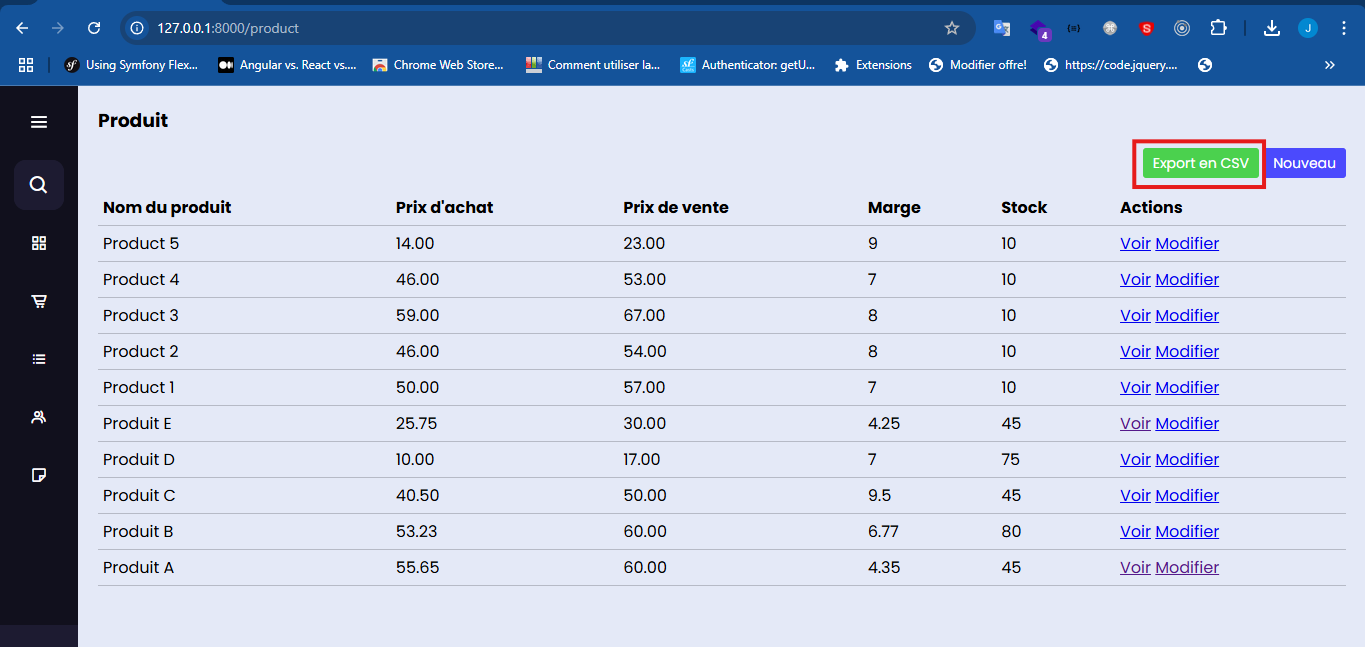 127.0.0.1:8000/product
4
S
J
Using Symfony Flex... Angular vs. React vs.... Chrome Web Store... Comment utiliser la... Authenticator: getU... Extensions Modifier offre! https://code.jquery.... »
Produit
Export en CSV Nouveau
Nom du produit Prix d'achat Prix de vente Marge Stock Actions
Product 5 14.00 23.00 9 10 Voir Modifier
Product 4 46.00 53.00 7 10 Voir Modifier
Product 3 59.00 67.00 8 10 Voir Modifier
Product 2 46.00 54.00 8 10 Voir Modifier
Product 1 50.00 57.00 7 10 Voir Modifier
Produit E 25.75 30.00 4.25 45 Voir Modifier
Produit D 10.00 17.00 7 75 Voir Modifier
Produit C 40.50 50.00 9.5 45 Voir Modifier
Produit B 53.23 60.00 6.77 80 Voir Modifier
Produit A 55.65 60.00 4.35 45 Voir Modifier